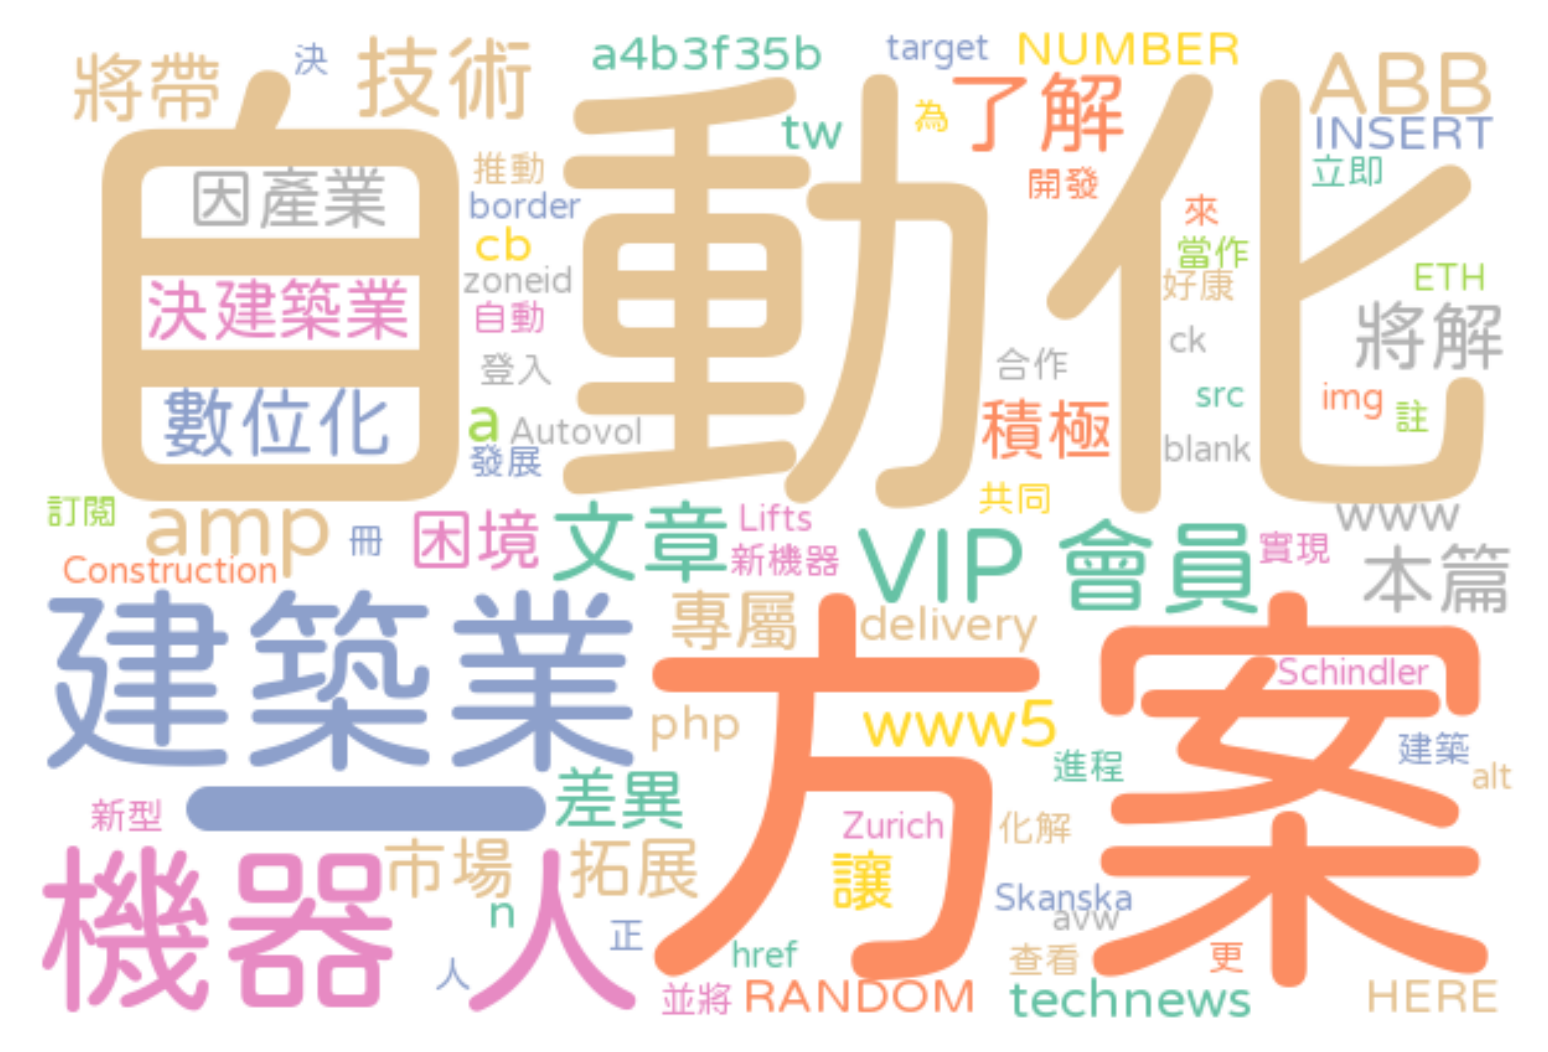 將帶
決
技術
a4b3f35b
target
NUMBER
ABB
自動化
tw
為
了解
INSERT
因產業
推動
開發
立即
border
來
cb
當作
決建築業
zoneid
好康
ETH
自動
ck
將解
登入
合作
數位化
a
Autovol
積極
src
img
註
發展
blank
訂閱
amp
冊
困境
文章
Lifts
共同
www
Construction
新機器
VIP
會員
實現
本篇
建築業
專屬
delivery
方案
Schindler
php
www5
建築
進程
alt
新型
一
差異
Zurich
化解
機器人
市場
拓展
讓
n
Skanska
avw
人
正
href
查看
更
並將
RANDOM
technews
HERE